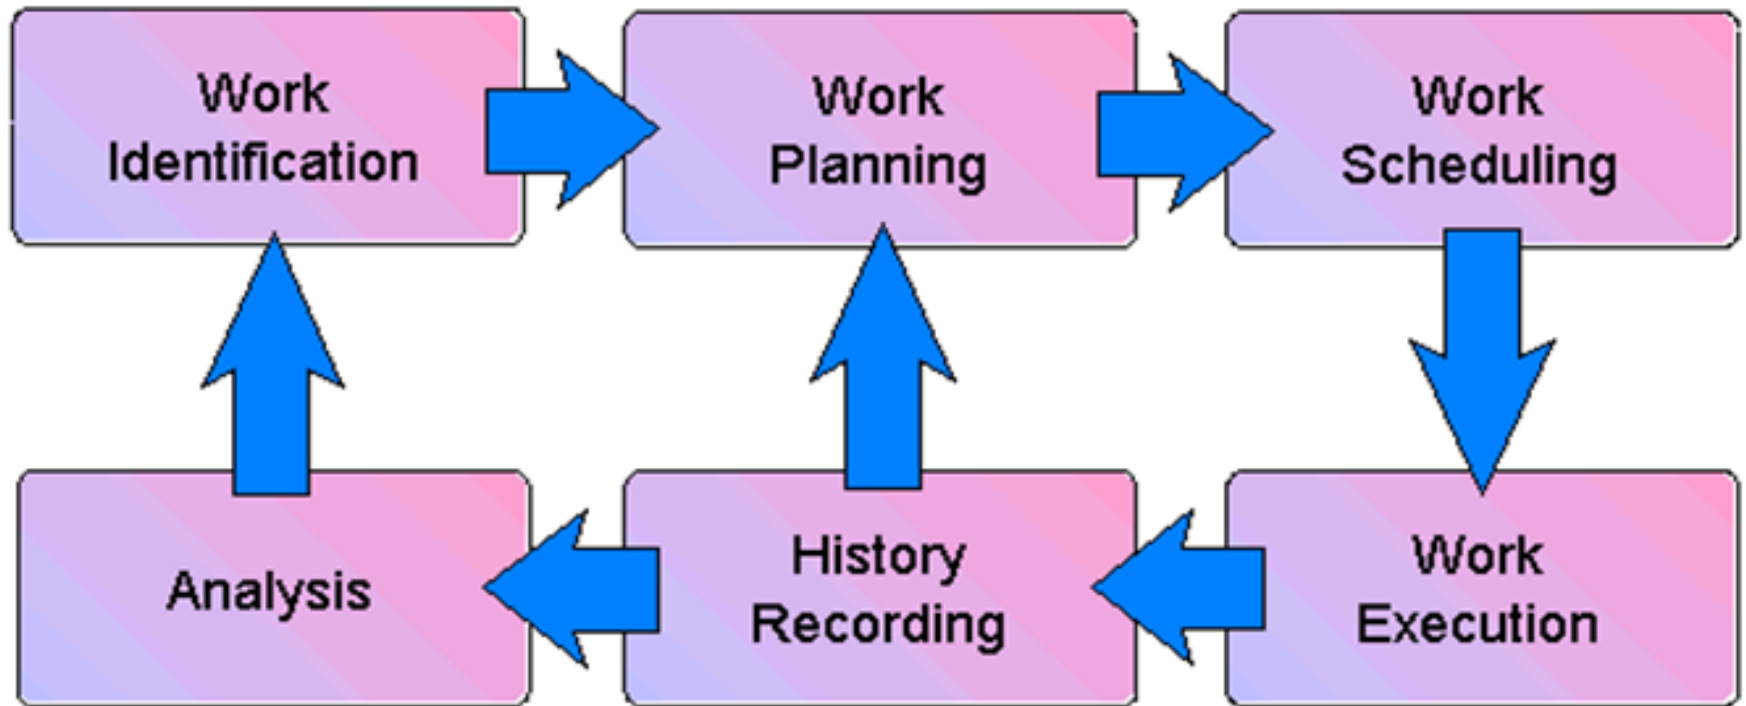 Work
Identification
Work
Planning
Work
Scheduling
Analysis
History
Recording
Work
Execution